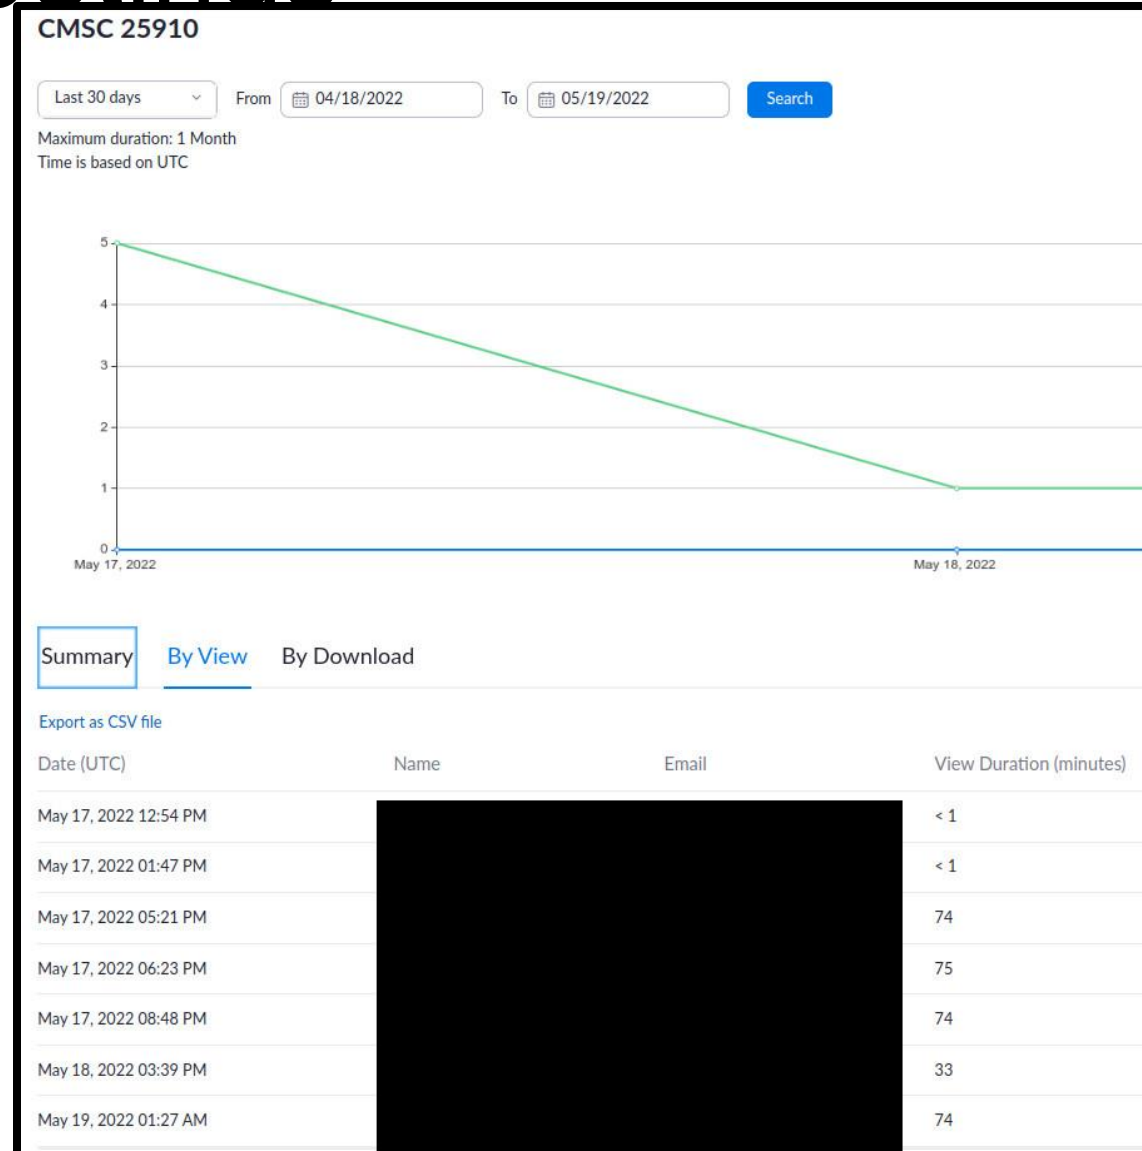 CMSC 25910
Last 30 days From 04/18/2022 To 05/19/2022 Search
Maximum duration: 1 Month
Time is based on UTC
5
4
3
2
1
0
May 17, 2022 May 18, 2022
Summary By View By Download
Export as CSV file
Date (UTC) Name Email View Duration (minutes)
May 17, 2022 12:54 PM < 1
May 17, 2022 01:47 PM < 1
May 17, 2022 05:21 PM 74
May 17, 2022 06:23 PM 75
May 17, 2022 08:48 PM 74
May 18, 2022 03:39 PM 33
May 19, 2022 01:27 AM 74